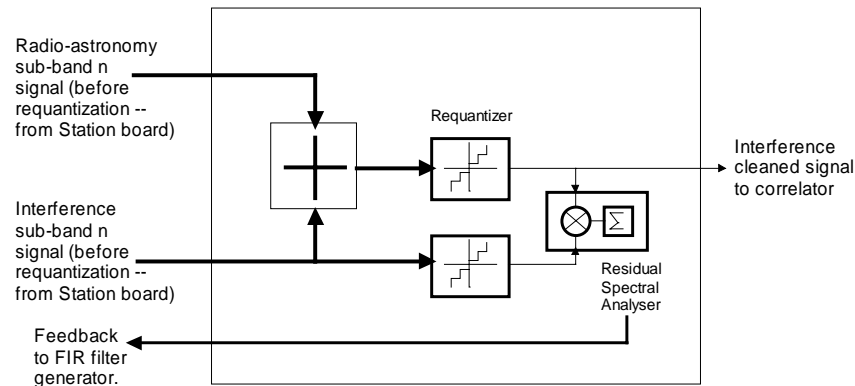 Radio-astronomy
sub-band n
signal (before
requantization --
from Station board)
Requantizer
Interference
cleaned signal
to correlator
Interference
sub-band n
signal (before
requantization --
from Station board)
Σ
Residual
Spectral
Analyser
Feedback
to FIR filter
generator.